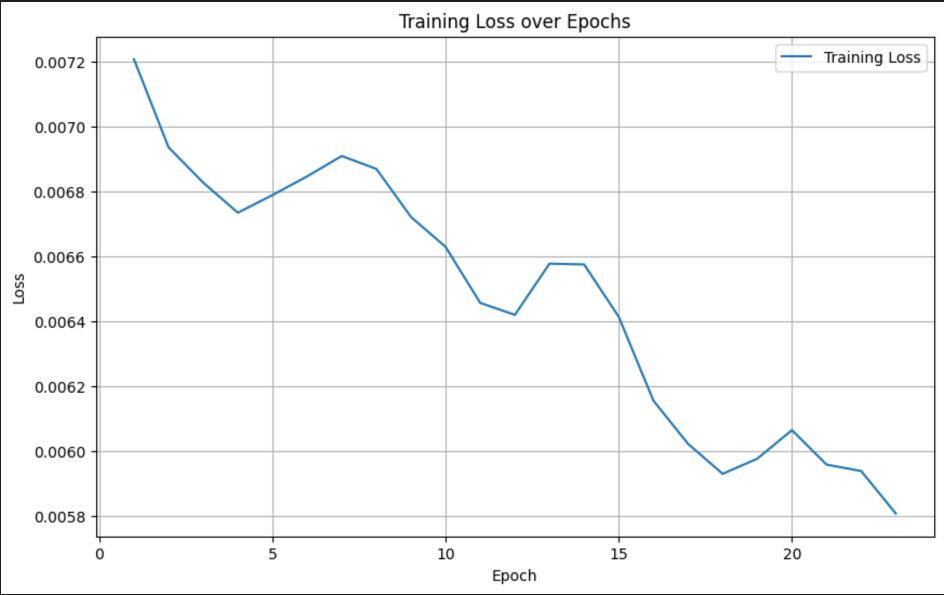 Training Loss over Epochs
Training Loss
0.0072
0.0070
0.0068
0.0066
0.0064
0.0062
0.0060
0.0058
Loss
0 5 10 15 20
Epoch